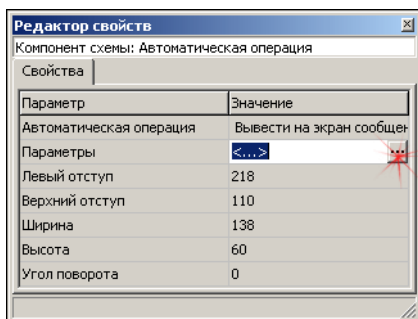 Редактор свойств
Компонент схемы: Автоматическая операция
Свойства
Параметр Значение
Автоматическая операция Вывести на экран сообщен
Параметры <...> ...
Левый отступ 218
Верхний отступ 110
Ширина 138
Высота 60
Угол поворота 0